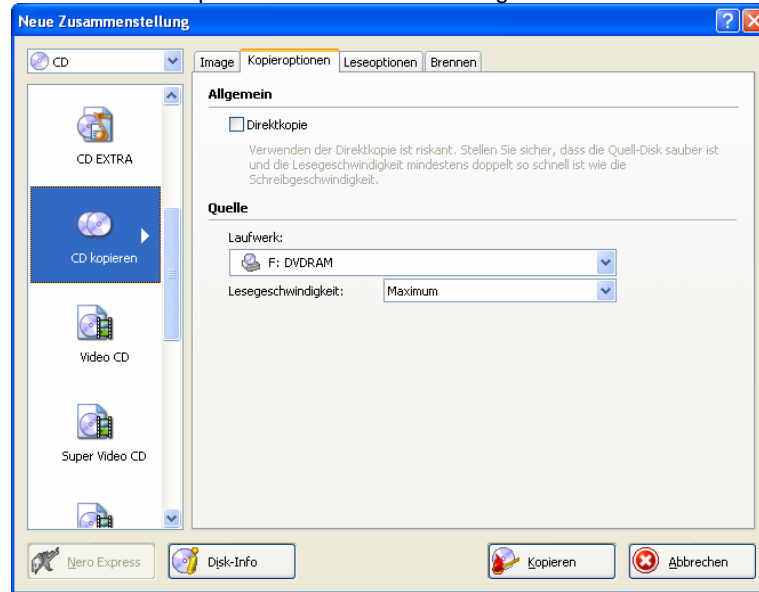 Neue Zusammenstellung
CD
Image Kopieroptionen Leseoptionen Brennen
CD EXTRA
CD kopieren
Video CD
Super Video CD
Allgemein
Direktkopie
Verwenden der Direktkopie ist riskant. Stellen Sie sicher, dass die Quell-Disk sauber ist
und die Lesegeschwindigkeit mindestens doppelt so schnell ist wie die
Schreibgeschwindigkeit.
Quelle
Laufwerk:
F: DVDRAM
Lesegeschwindigkeit: Maximum
Nero Express Disk-Info Kopieren Abbrechen